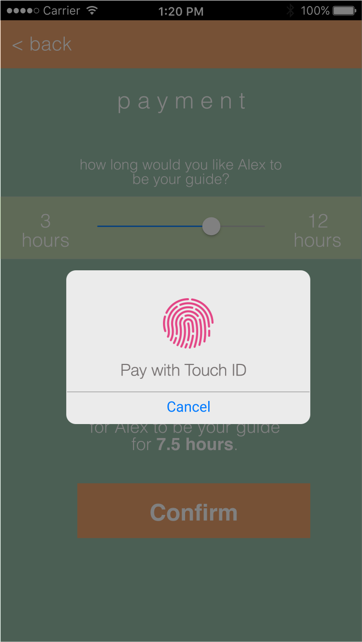 Carrier 1:20 PM 100%
< back
payment
how long would you like Alex to
be your guide?
3
hours
12
hours
Pay with Touch ID
Cancel
for Alex to be your guide
for 7.5 hours.
Confirm